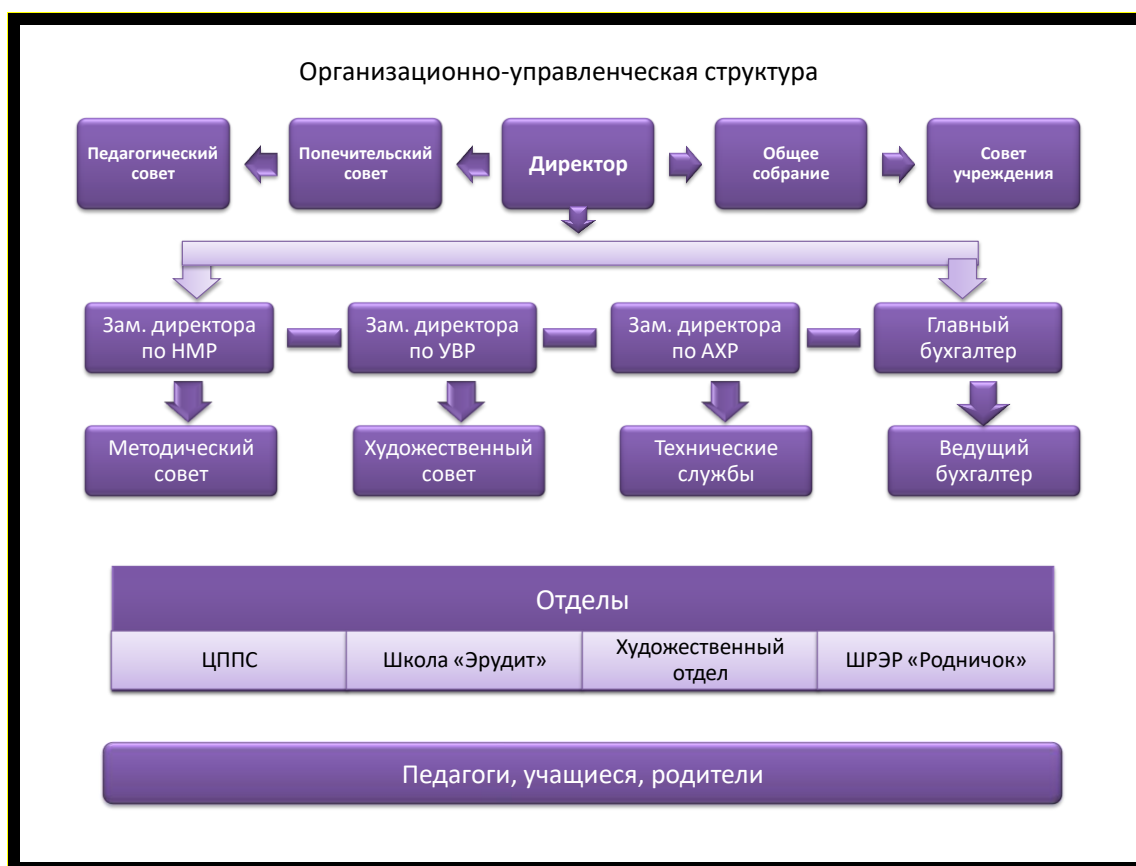 Организационно-управленческая структура
Педагогический
совет
Попечительский
совет
Директор
Общее
собрание
Совет
учреждения
Зам. директора
по НМР
Зам. директора
по УВР
Зам. директора
по АХР
Главный
бухгалтер
Методический
совет
Художественный
совет
Технические
службы
Ведущий
бухгалтер
Отделы
ЦППС
Школа «Эрудит»
Художественный
отдел
ШРЭР «Родничок»
Педагоги, учащиеся, родители